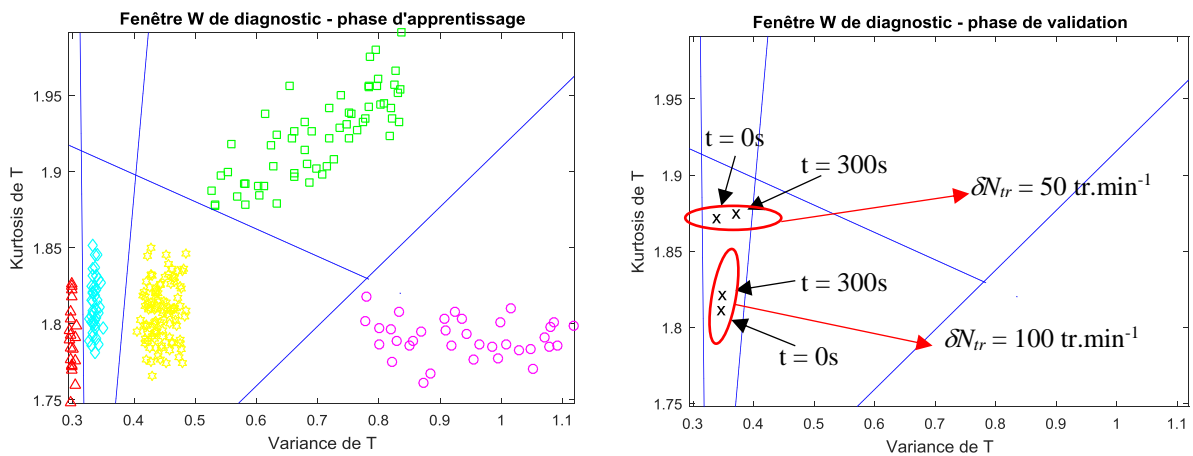 Fenêtre W de diagnostic - phase d'apprentissage
1.95
1.9
1.85
1.8
1.75
Kurtosis de T
0.3 0.4 0.5 0.6 0.7 0.8 0.9 1 1.1
Variance de T
Fenêtre W de diagnostic - phase de validation
1.95
1.9
1.85
1.8
1.75
Kurtosis de T
t = 0s
t = 300s
δNtr = 50 tr.min-1
x x
t = 300s
x
x
δNtr = 100 tr.min-1
t = 0s
0.3 0.4 0.5 0.6 0.7 0.8 0.9 1 1.1
Variance de T